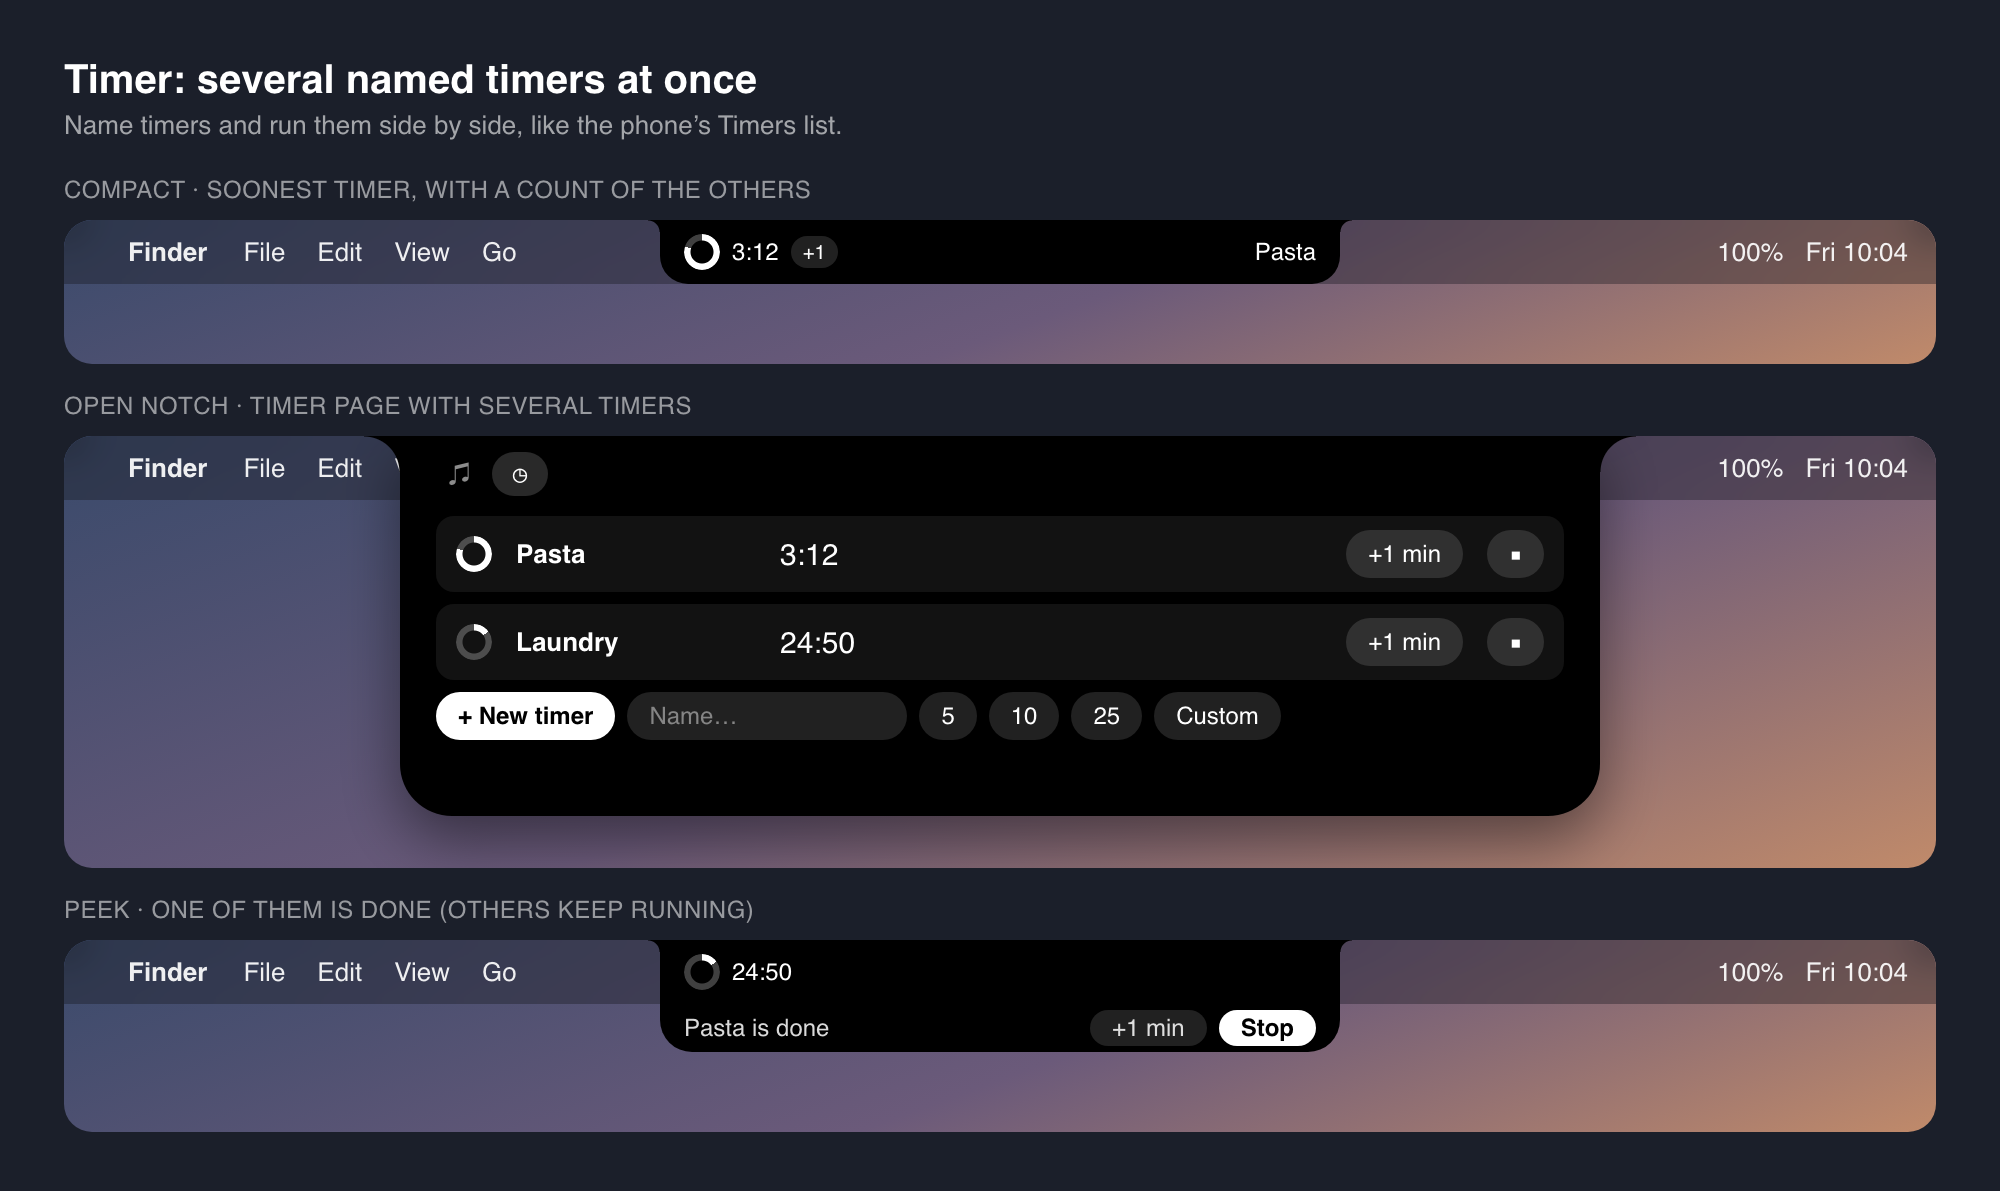 Timer: several named timers at once
Name timers and run them side by side, like the phone’s Timers list.
COMPACT · SOONEST TIMER, WITH A COUNT OF THE OTHERS
Finder File Edit View Go 3:12 +1 Pasta 100% Fri 10:04
OPEN NOTCH · TIMER PAGE WITH SEVERAL TIMERS
Finder File Edit 100% Fri 10:04
Pasta 3:12 +1 min
Laundry 24:50 +1 min
+ New timer Name… 5 10 25 Custom
PEEK · ONE OF THEM IS DONE (OTHERS KEEP RUNNING)
Finder File Edit View Go 24:50 100% Fri 10:04
Pasta is done +1 min Stop